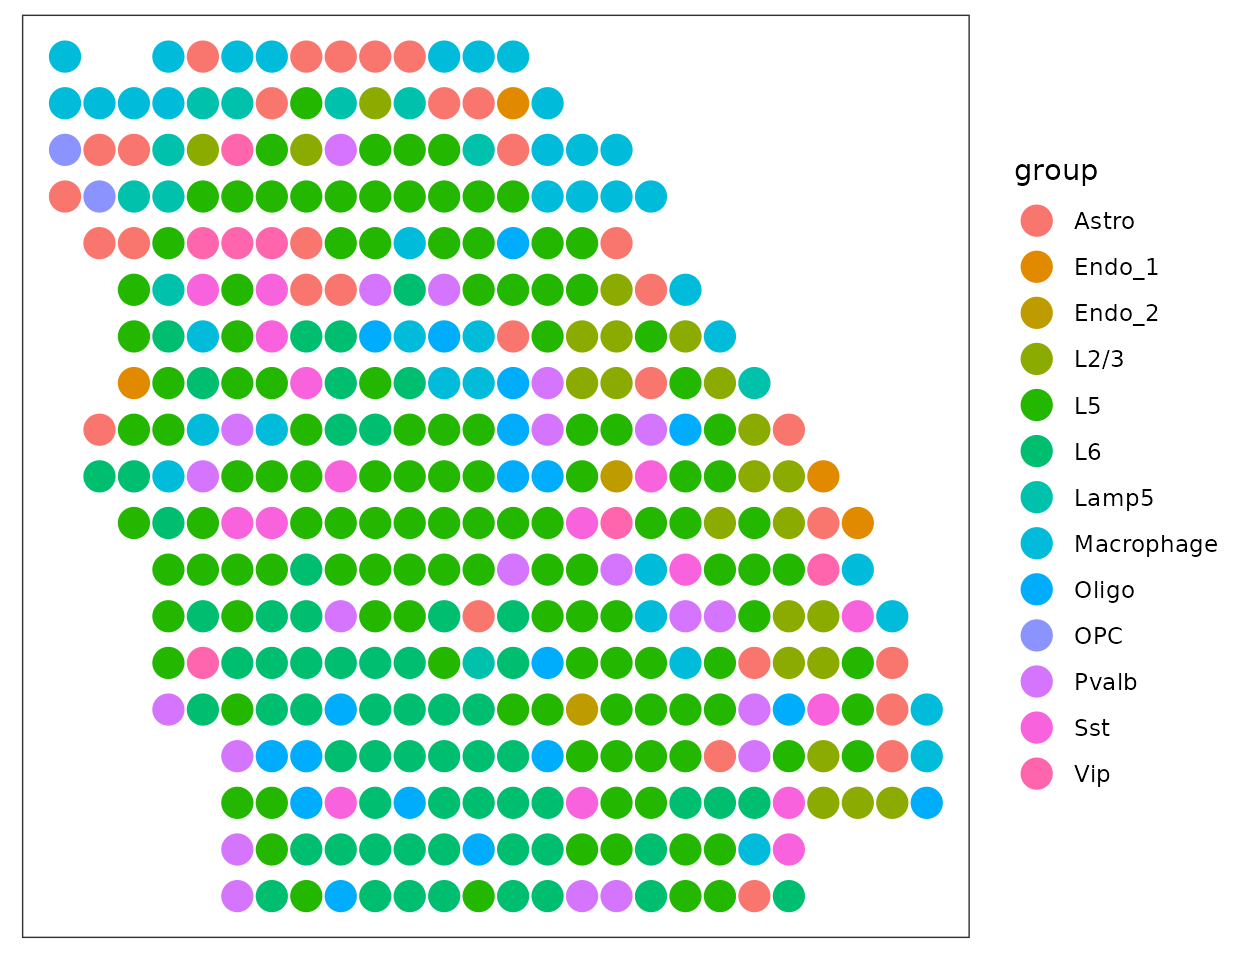 group
Astro
Endo_1
Endo_2
L2/3
L5
L6
Lamp5
Macrophage
Oligo
OPC
Pvalb
Sst
Vip